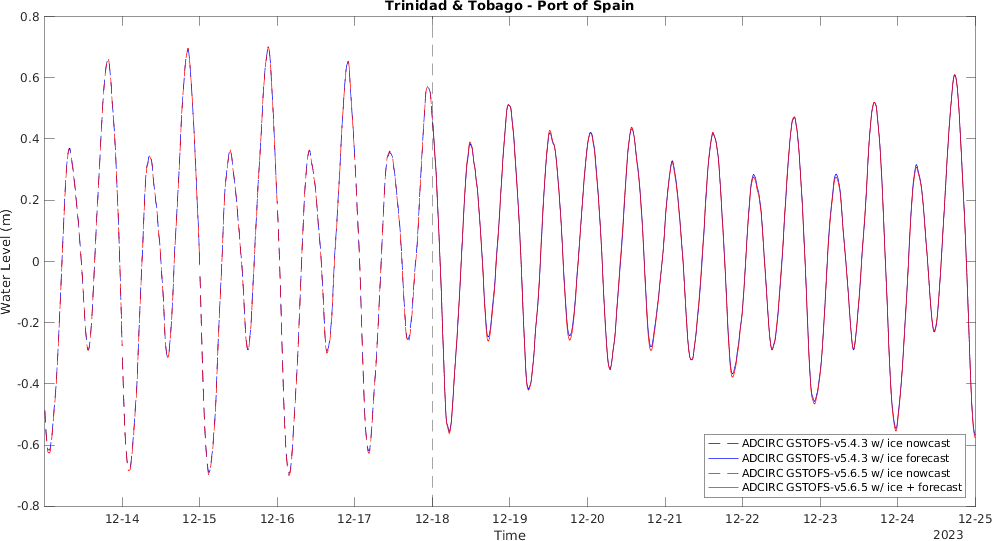 Trinidad & Tobago - Port of Spain
Water Level (m)
0.8
0.6
0.4
0.2
0
-0.2
-0.4
-0.6
-0.8
ADCIRC GSTOFS-v5.4.3 w/ ice nowcast
ADCIRC GSTOFS-v5.4.3 w/ ice forecast
ADCIRC GSTOFS-v5.6.5 w/ ice nowcast
ADCIRC GSTOFS-v5.6.5 w/ ice + forecast
12-14 12-15 12-16 12-17 12-18 12-19 12-20 12-21 12-22 12-23 12-24 12-25
Time
2023